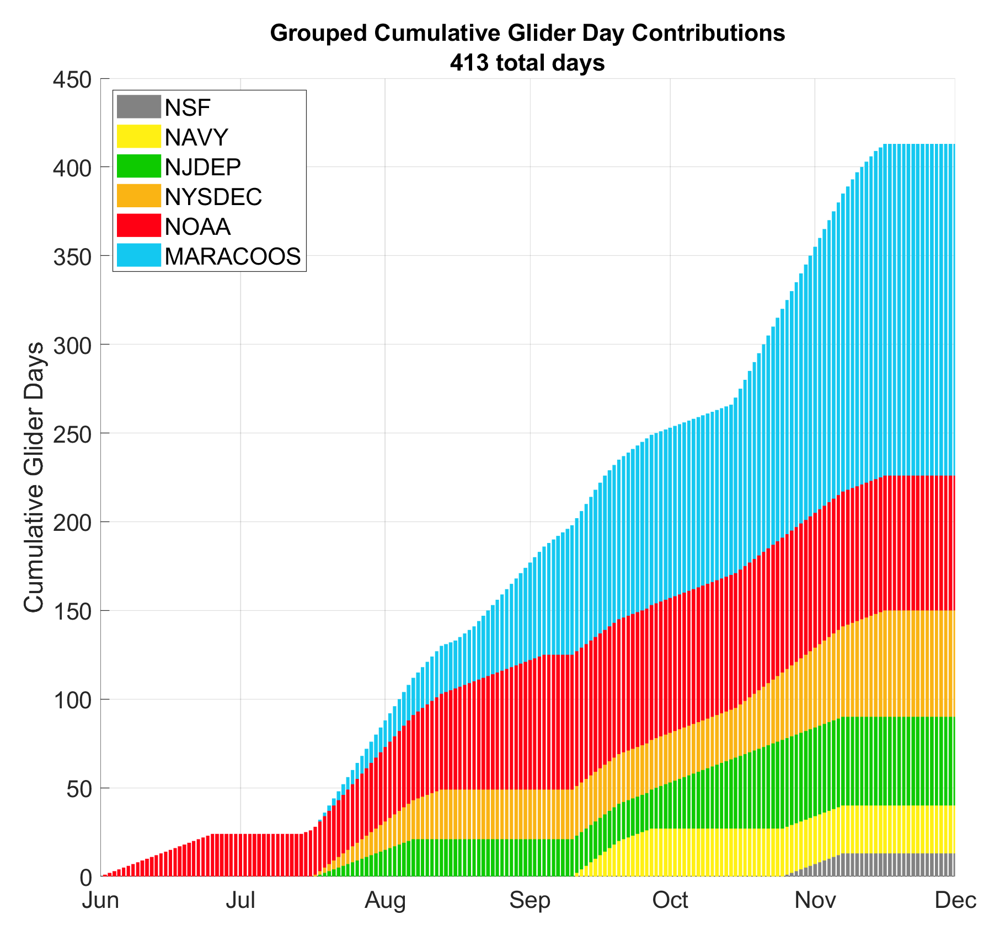 Grouped Cumulative Glider Day Contributions
413 total days
450
400
350
300
250
200
150
100
50
0
Cumulative Glider Days
NSF
NAVY
NJDEP
NYSDEC
NOAA
MARACOOS
Jun Jul Aug Sep Oct Nov Dec